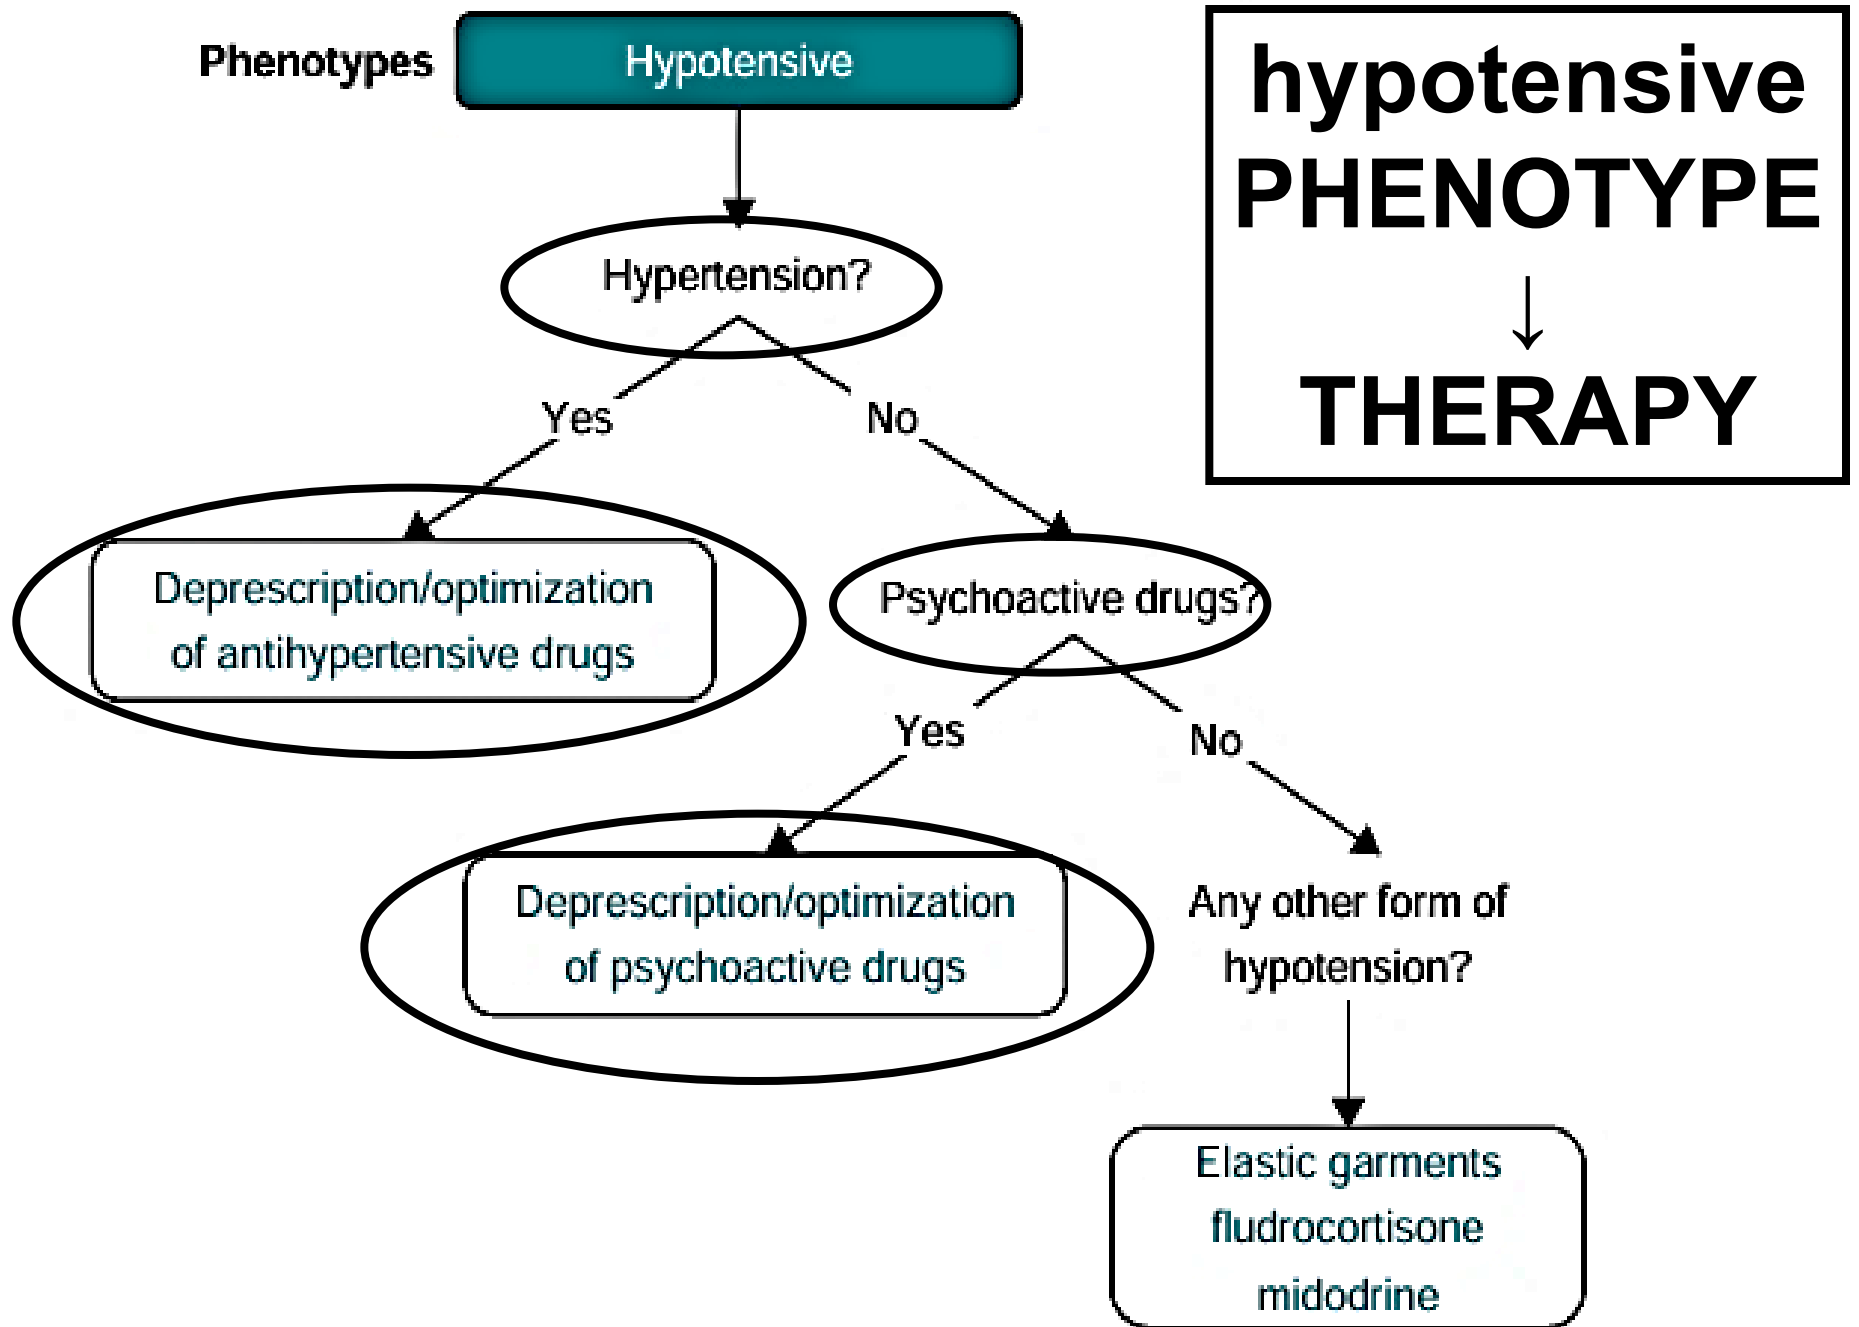 Phenotypes
Hypotensive
hypotensive
PHENOTYPE
↓
THERAPY
Hypertension?
Yes
No
Deprescription/optimization
of antihypertensive drugs
Psychoactive drugs?
Yes
No
Deprescription/optimization
of psychoactive drugs
Any other form of
hypotension?
Elastic garments
fludrocortisone
midodrine